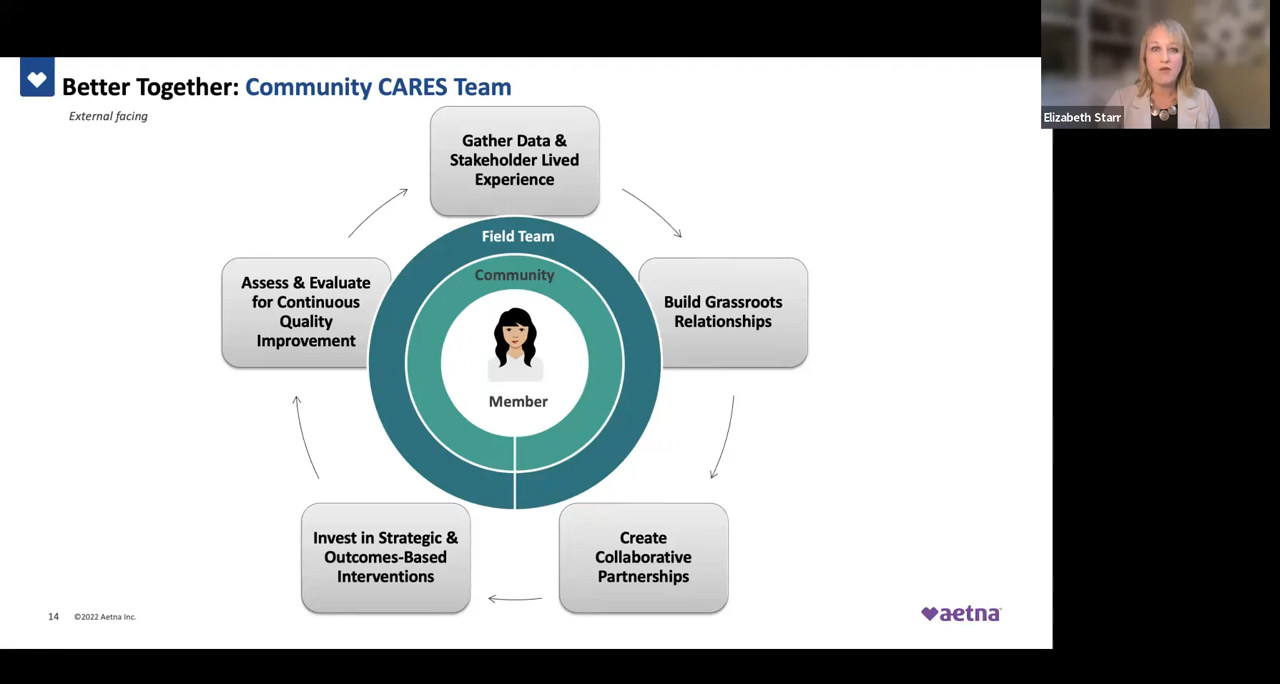 Better Together: Community CARES Team
External facing
Elizabeth Starr
Gather Data &
Stakeholder Lived
Experience
Field Team
Community
Member
Assess & Evaluate
for Continuous
Quality
Improvement
Build Grassroots
Relationships
Invest in Strategic &
Outcomes-Based
Interventions
Create
Collaborative
Partnerships
14 ©2022 Aetna Inc.
aetna